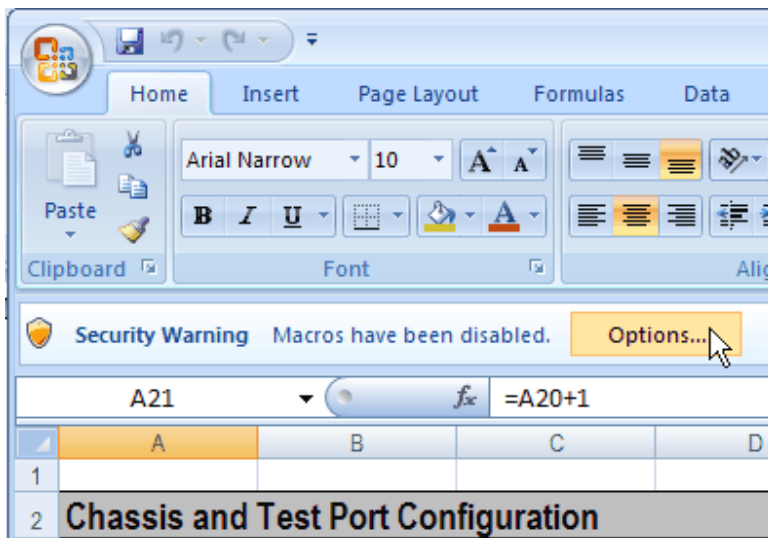 Home Insert Page Layout Formulas Data
Arial Narrow 10 A A
Paste B I U A
Clipboard Font
Security Warning Macros have been disabled. Options...
A21 fx =A20+1
A B C D
1
2 Chassis and Test Port Configuration